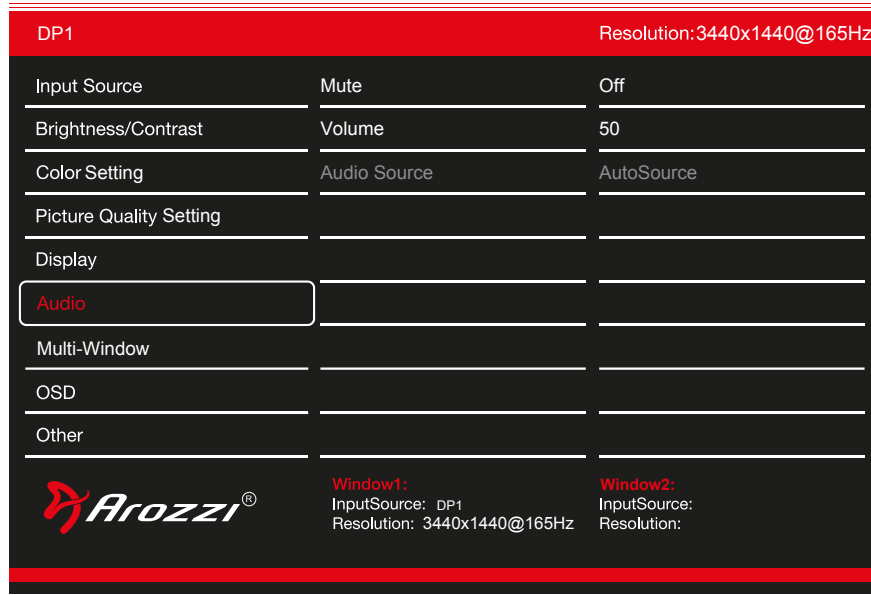 DP1 Resolution:3440x1440@165Hz
Input Source Mute Off
Brightness/Contrast Volume 50
Color Setting Audio Source AutoSource
Picture Quality Setting
Display
Audio
Multi-Window
OSD
Other
Arozzi®
Window1:
InputSource: DP1
Resolution: 3440x1440@165Hz
Window2:
InputSource:
Resolution: